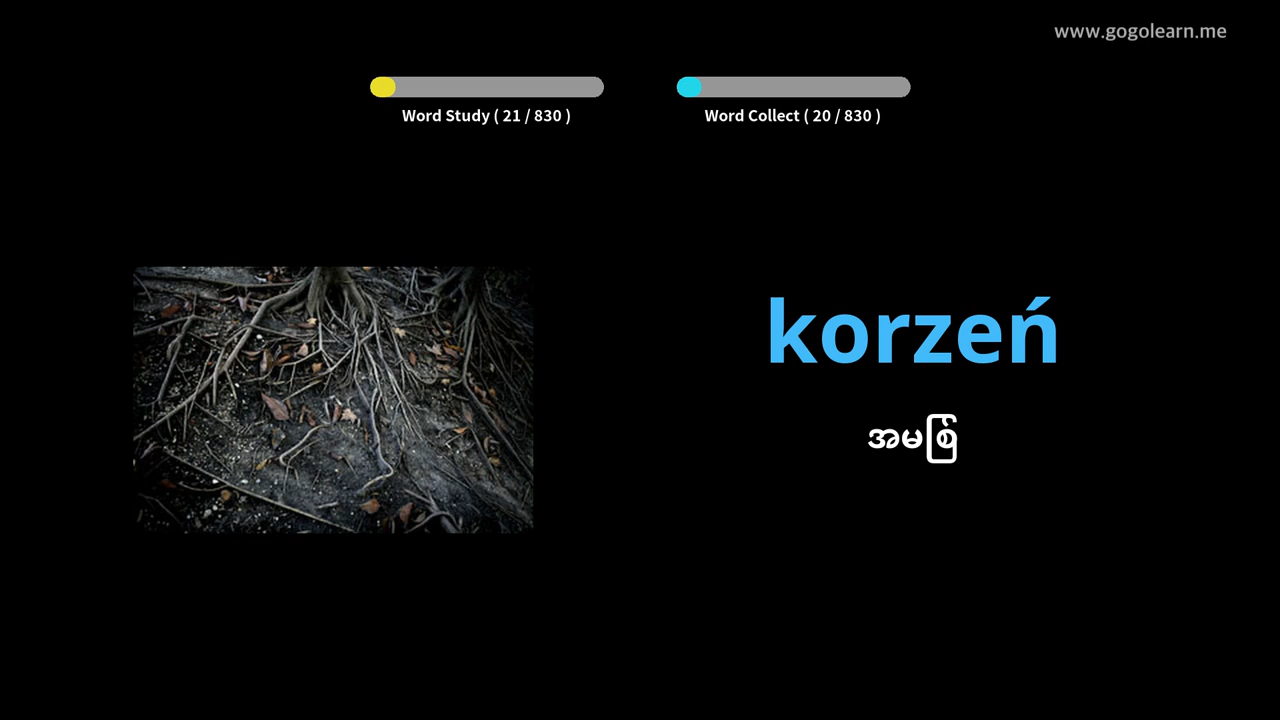 www.gogolearn.me
Word Study ( 21 / 830 )
Word Collect ( 20 / 830 )
korzeń
အမြစ်